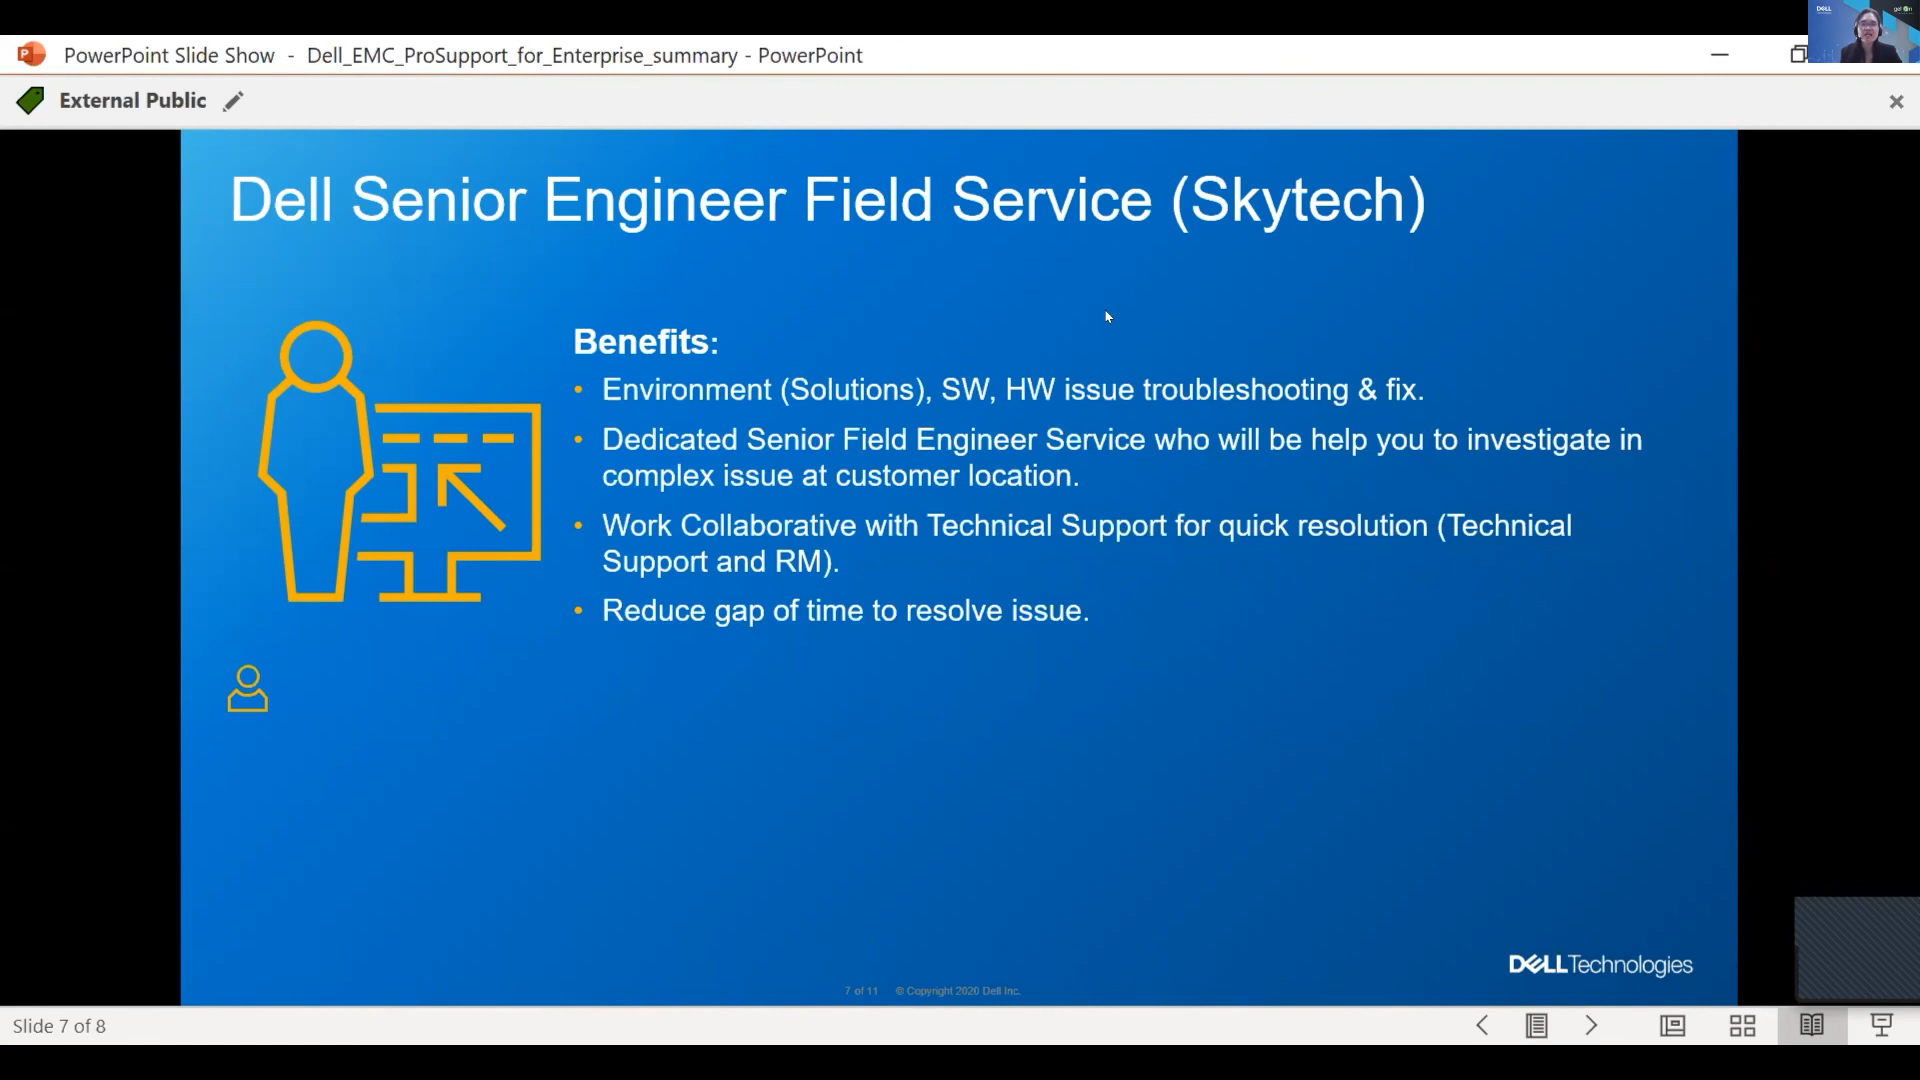 PowerPoint Slide Show - Dell_EMC_ProSupport_for_Enterprise_summary - PowerPoint
DELL
External Public
Dell Senior Engineer Field Service (Skytech)
Benefits:
• Environment (Solutions), SW, HW issue troubleshooting & fix.
• Dedicated Senior Field Engineer Service who will be help you to investigate in
complex issue at customer location.
• Work Collaborative with Technical Support for quick resolution (Technical
Support and RM).
• Reduce gap of time to resolve issue.
DELL Technologies
7 of 11 © Copyright 2020 Dell Inc.
Slide 7 of 8